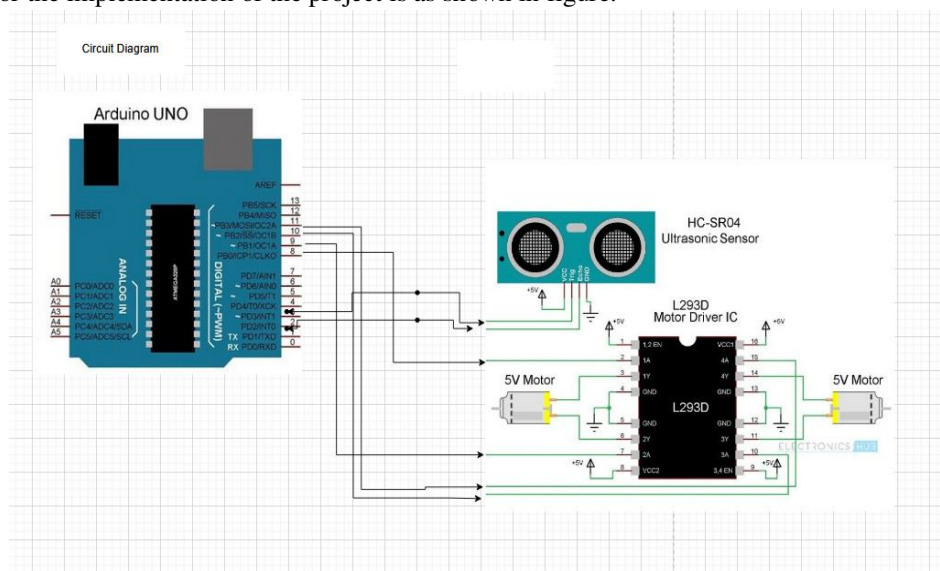 or the implementation of the project is as shown in figure.
Circuit Diagram
Arduino UNO
AREF
RESET
PB5/SCK 13
PB4/MISO 12
~PB3/MOSI/OC2A 11
~ PB2/SS/OC1B 10
~ PB1/OC1A 9
PB0/ICP1/CLKO 8
PD7/AIN1 7
~ PD6/AIN0 6
~ PD5/T1 5
PD4/T0/XCK 4
~ PD3/INT1
PD2/INT0
TX PD1/TXD
RX PD0/RXD 0
A0 PC0/ADC0
A1 PC1/ADC1
A2 PC2/ADC2
A3 PC3/ADC3
A4 PC4/ADC4/SDA
A5 PC5/ADC5/SCL
ANALOG IN
ATMEGA328P
DIGITAL (~PWM)
HC-SR04
Ultrasonic Sensor
VCC
Trig
Echo
GND
+5V
L293D
Motor Driver IC
+5V
+5V
1 1,2 EN VCC1 16
2 1A 4A 15
3 1Y 4Y 14
4 GND GND 13
5 GND GND 12
6 2Y 3Y 11
7 2A 3A 10
8 VCC2 3,4 EN 9
L293D
5V Motor
5V Motor
+5V
+5V
ELECTRONICS HUB